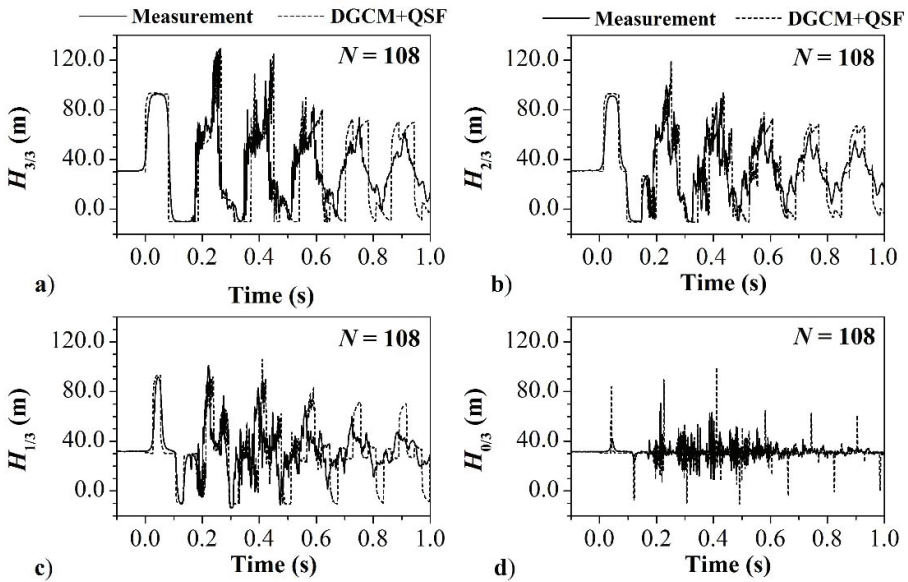 Measurement DGCM+QSF
Measurement DGCM+QSF
N = 108
120.0
80.0
40.0
0.0
H3/3 (m)
0.0 0.2 0.4 0.6 0.8 1.0
a) Time (s)
N = 108
120.0
80.0
40.0
0.0
H2/3 (m)
0.0 0.2 0.4 0.6 0.8 1.0
b) Time (s)
N = 108
120.0
80.0
40.0
0.0
H1/3 (m)
0.0 0.2 0.4 0.6 0.8 1.0
c) Time (s)
N = 108
120.0
80.0
40.0
0.0
H0/3 (m)
0.0 0.2 0.4 0.6 0.8 1.0
d) Time (s)